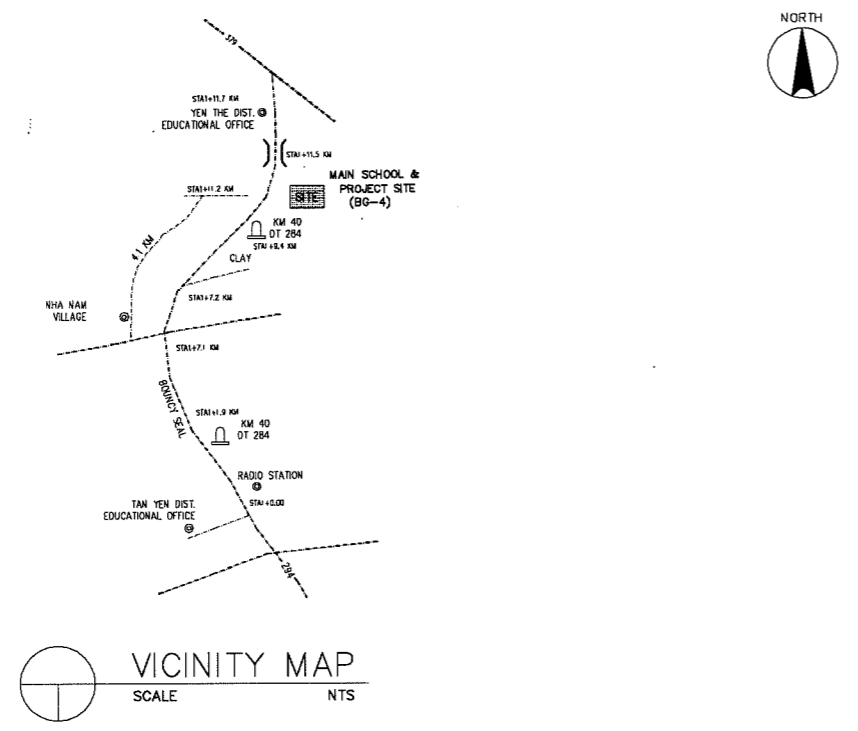 NORTH
379
STA1+11.7 KM
YEN THE DIST.
EDUCATIONAL OFFICE
STA1+11.5 KM
MAIN SCHOOL &
PROJECT SITE
(BG-4)
SITE
STA1+11.2 KM
KM 40
DT 284
STA1+9.4 KM
4.1 KM
CLAY
STA1+7.2 KM
NHA NAM
VILLAGE
STA1+7.1 KM
BOUNCY SEAL
STA1+1.9 KM
KM 40
DT 284
RADIO STATION
STA1+0.00
TAN YEN DIST.
EDUCATIONAL OFFICE
294
VICINITY MAP
SCALE NTS